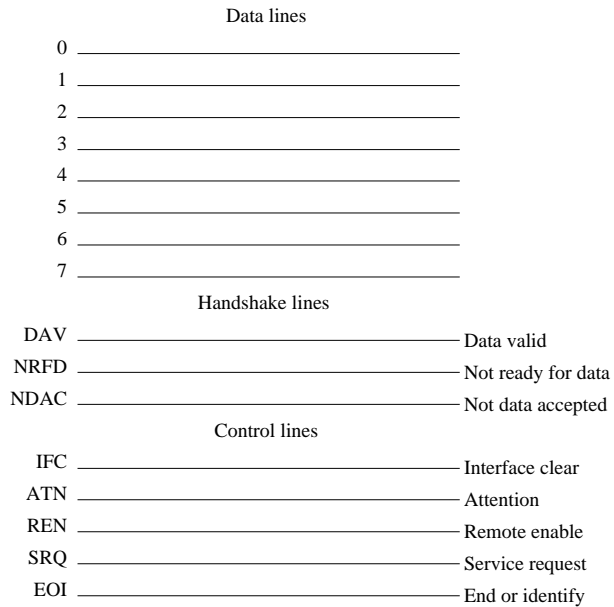 Data lines
0
1
2
3
4
5
6
7
Handshake lines
DAV Data valid
NRFD Not ready for data
NDAC Not data accepted
Control lines
IFC Interface clear
ATN Attention
REN Remote enable
SRQ Service request
EOI End or identify